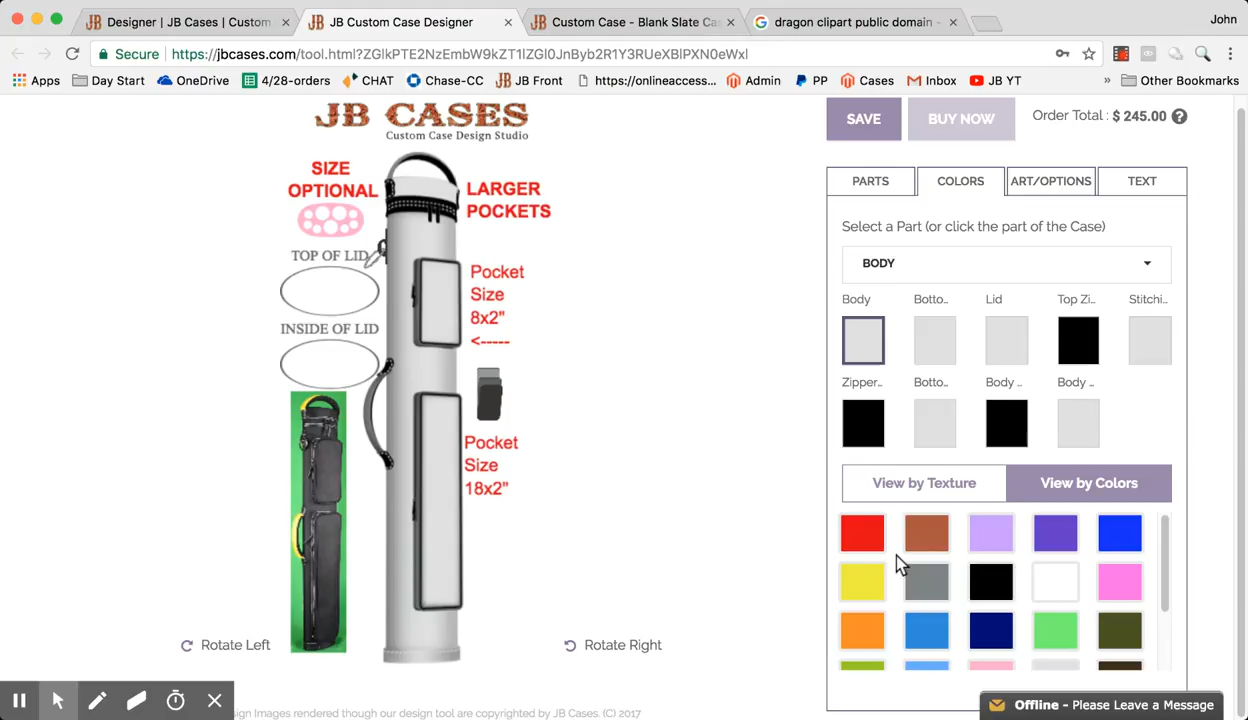 Designer | JB Cases | Custom
JB Custom Case Designer
Custom Case - Blank Slate Cas
dragon clipart public domain -
John
Secure
https://jbcases.com/tool.html?ZGlkPTE2NzEmbW9kZT1lZGl0JnByb2R1Y3RUeXBlPXN0eWxl
Apps
Day Start
OneDrive
4/28-orders
CHAT
Chase-CC
JB Front
https://onlineaccess...
Admin
PP
Cases
Inbox
JB YT
»
Other Bookmarks
JB CASES
Custom Case Design Studio
SAVE
BUY NOW
Order Total : $ 245.00
SIZE
OPTIONAL
LARGER
POCKETS
TOP OF LID
INSIDE OF LID
Pocket
Size
8x2"
<-----
Pocket
Size
18x2"
PARTS
COLORS
ART/OPTIONS
TEXT
Select a Part (or click the part of the Case)
BODY
Body
Botto...
Lid
Top Zi...
Stitchi...
Zipper...
Botto...
Body ...
Body ...
View by Texture
View by Colors
Rotate Left
Rotate Right
sign Images rendered though our design tool are copyrighted by JB Cases. (C) 2017
Offline - Please Leave a Message